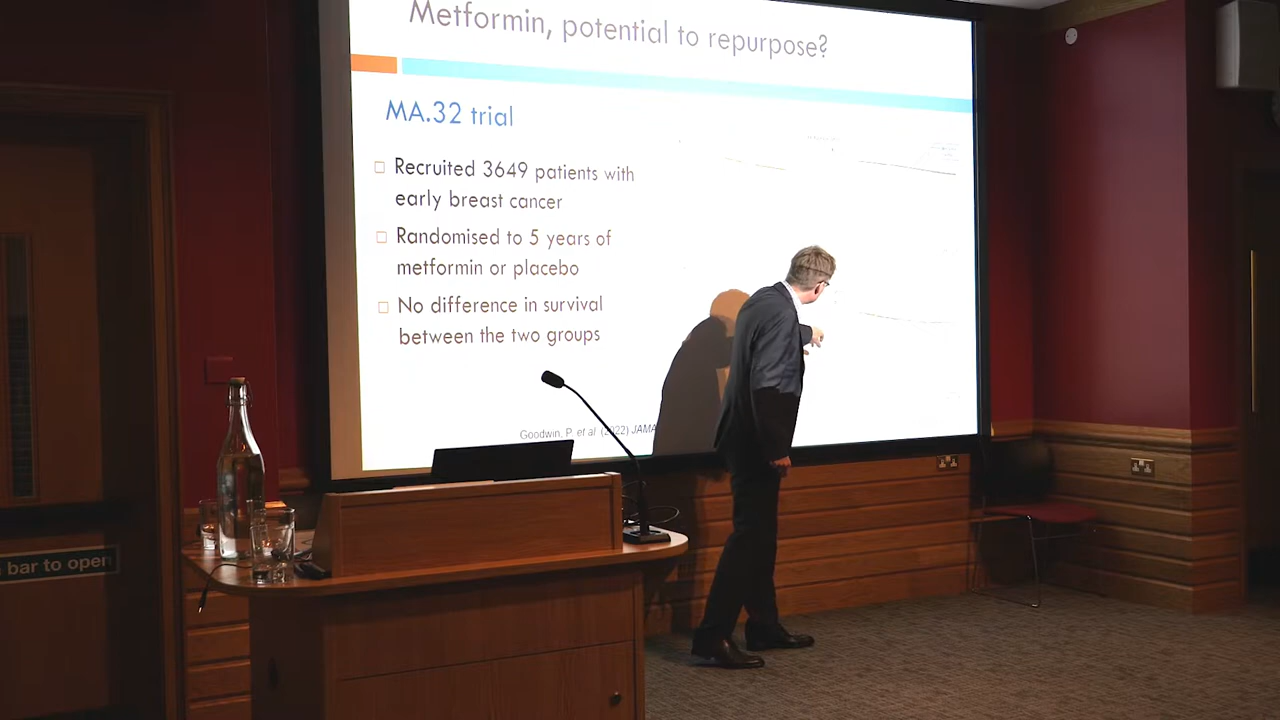 Metformin, potential to repurpose?
MA.32 trial
Recruited 3649 patients with
early breast cancer
Randomised to 5 years of
metformin or placebo
No difference in survival
between the two groups
Goodwin, P. et al (2022) JAMA
bar to open